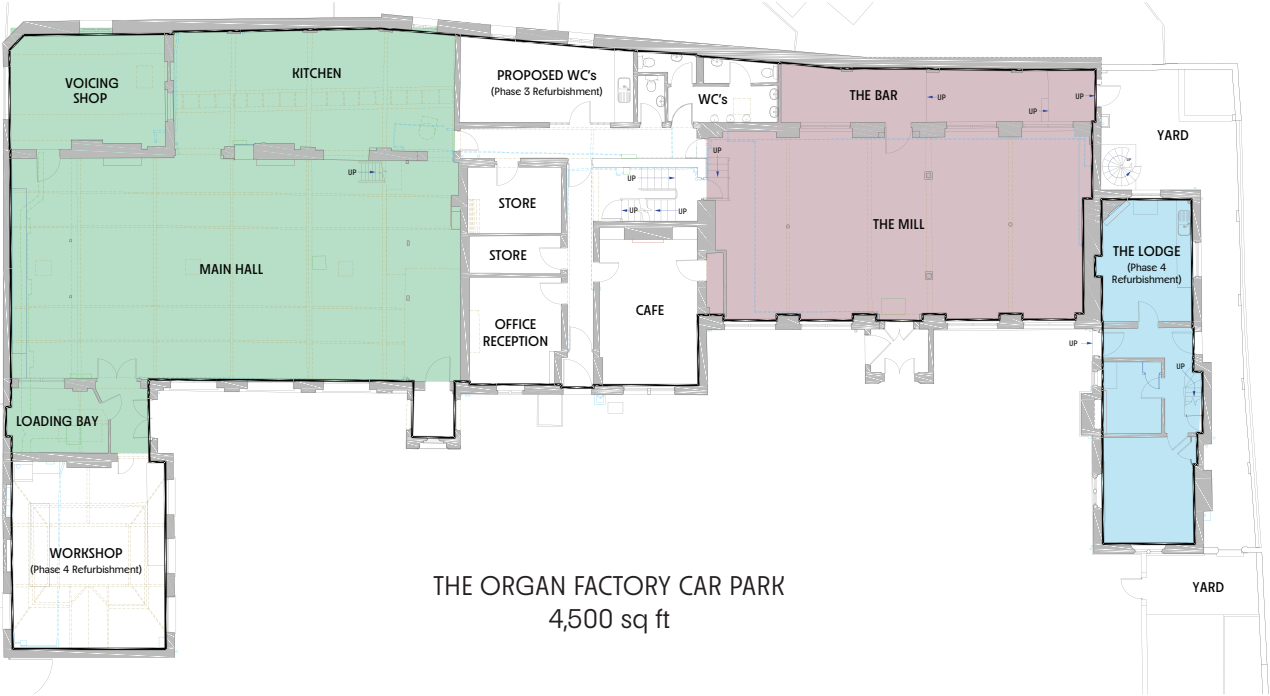 VOICING
SHOP
KITCHEN
PROPOSED WC's
(Phase 3 Refurbishment)
WC's
THE BAR
UP
UP
UP
YARD
UP
UP
UP
STORE
UP
UP
UP
STORE
MAIN HALL
THE MILL
THE LODGE
(Phase 4
Refurbishment)
OFFICE
RECEPTION
CAFE
UP
UP
LOADING BAY
WORKSHOP
(Phase 4 Refurbishment)
THE ORGAN FACTORY CAR PARK
4,500 sq ft
YARD